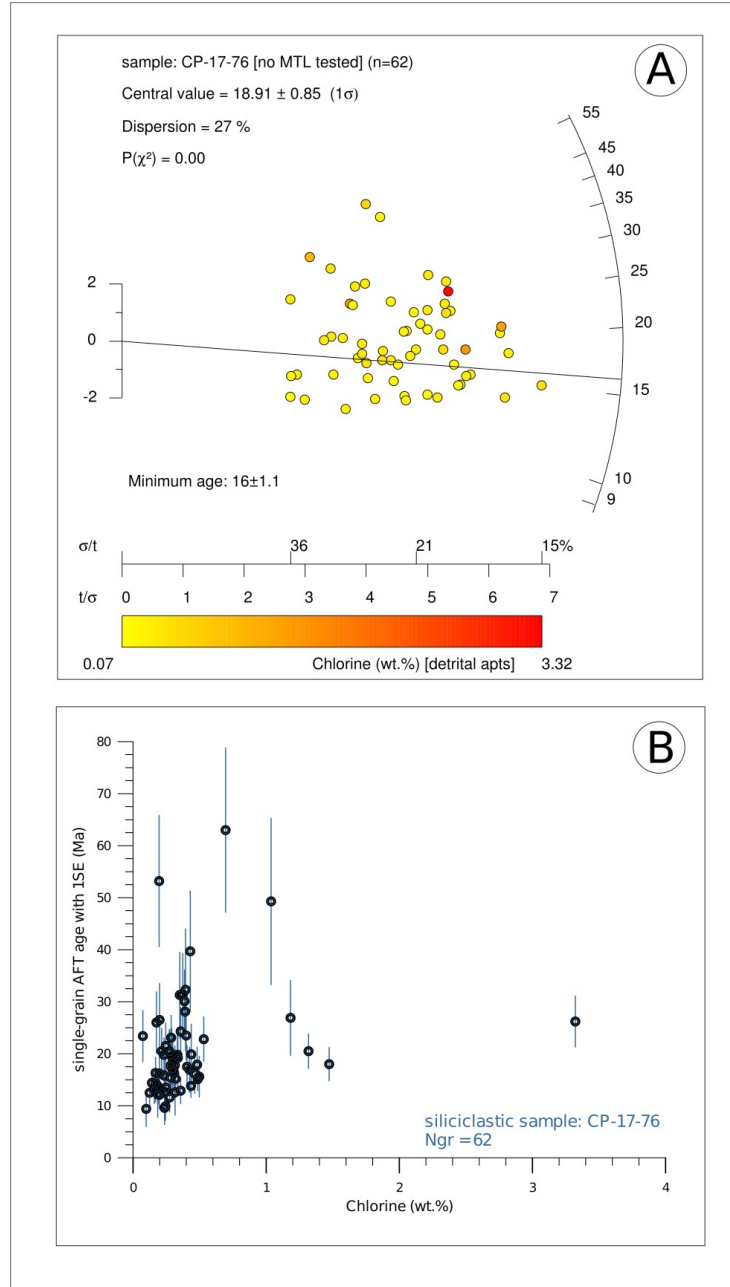 A
sample: CP-17-76 [no MTL tested] (n=62)
Central value = 18.91 ± 0.85 (1σ)
Dispersion = 27 %
P(χ²) = 0.00
55
45
40
35
30
25
20
15
10
9
2
0
-2
Minimum age: 16±1.1
σ/t
36
21
15%
t/σ
0
1
2
3
4
5
6
7
0.07
Chlorine (wt.%) [detrital apts]
3.32
B
80
70
60
50
40
30
20
10
0
single-grain AFT age with 1SE (Ma)
siliciclastic sample: CP-17-76
Ngr =62
0
1
2
3
4
Chlorine (wt.%)